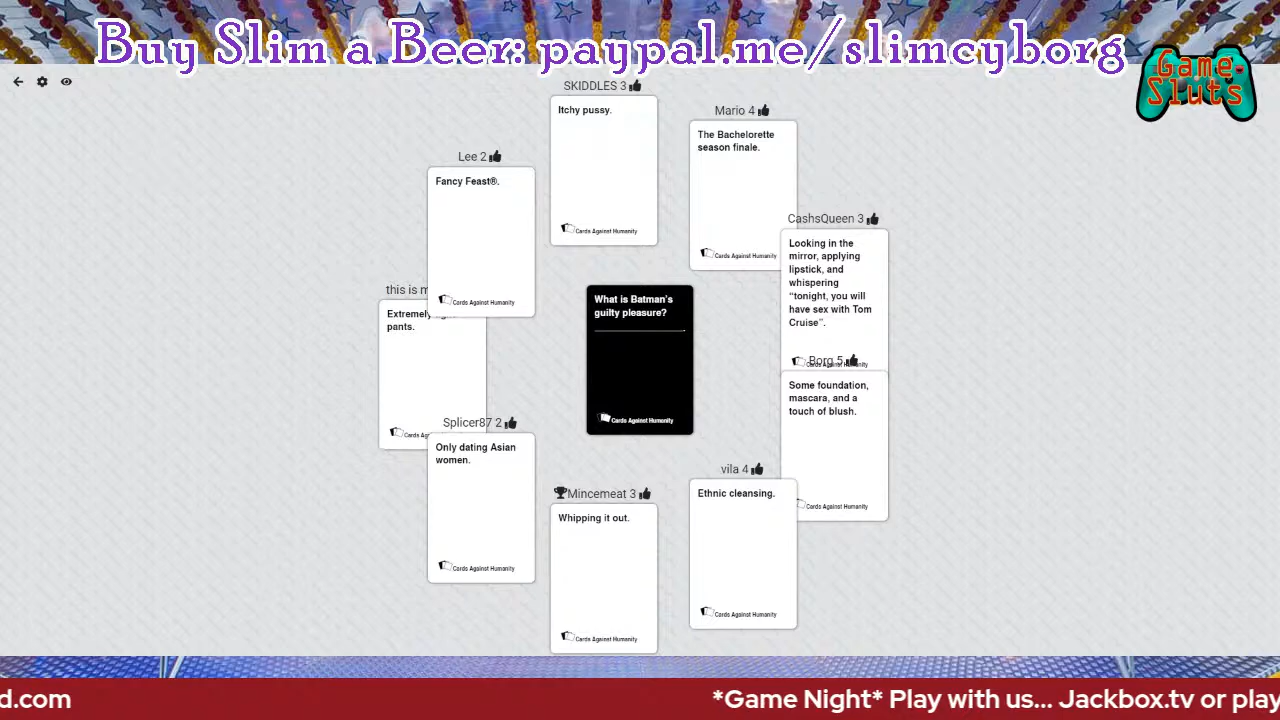 Buy Slim a Beer: paypal.me/slimcyborg
Game-
Sluts
SKIDDLES 3
Itchy pussy.
Cards Against Humanity
Mario 4
The Bachelorette
season finale.
Cards Against Humanity
Lee 2
Fancy Feast®.
Cards Against Humanity
CashsQueen 3
Looking in the
mirror, applying
lipstick, and
whispering
“tonight, you will
have sex with Tom
Cruise”.
Cards Against Humanity
this is m
Extremely
pants.
Cards Ag
What is Batman's
guilty pleasure?
Cards Against Humanity
Borg 5
Some foundation,
mascara, and a
touch of blush.
Cards Against Humanity
Splicer87 2
Only dating Asian
women.
Cards Against Humanity
Mincemeat 3
Whipping it out.
Cards Against Humanity
vila 4
Ethnic cleansing.
Cards Against Humanity
d.com
*Game Night* Play with us... Jackbox.tv or play